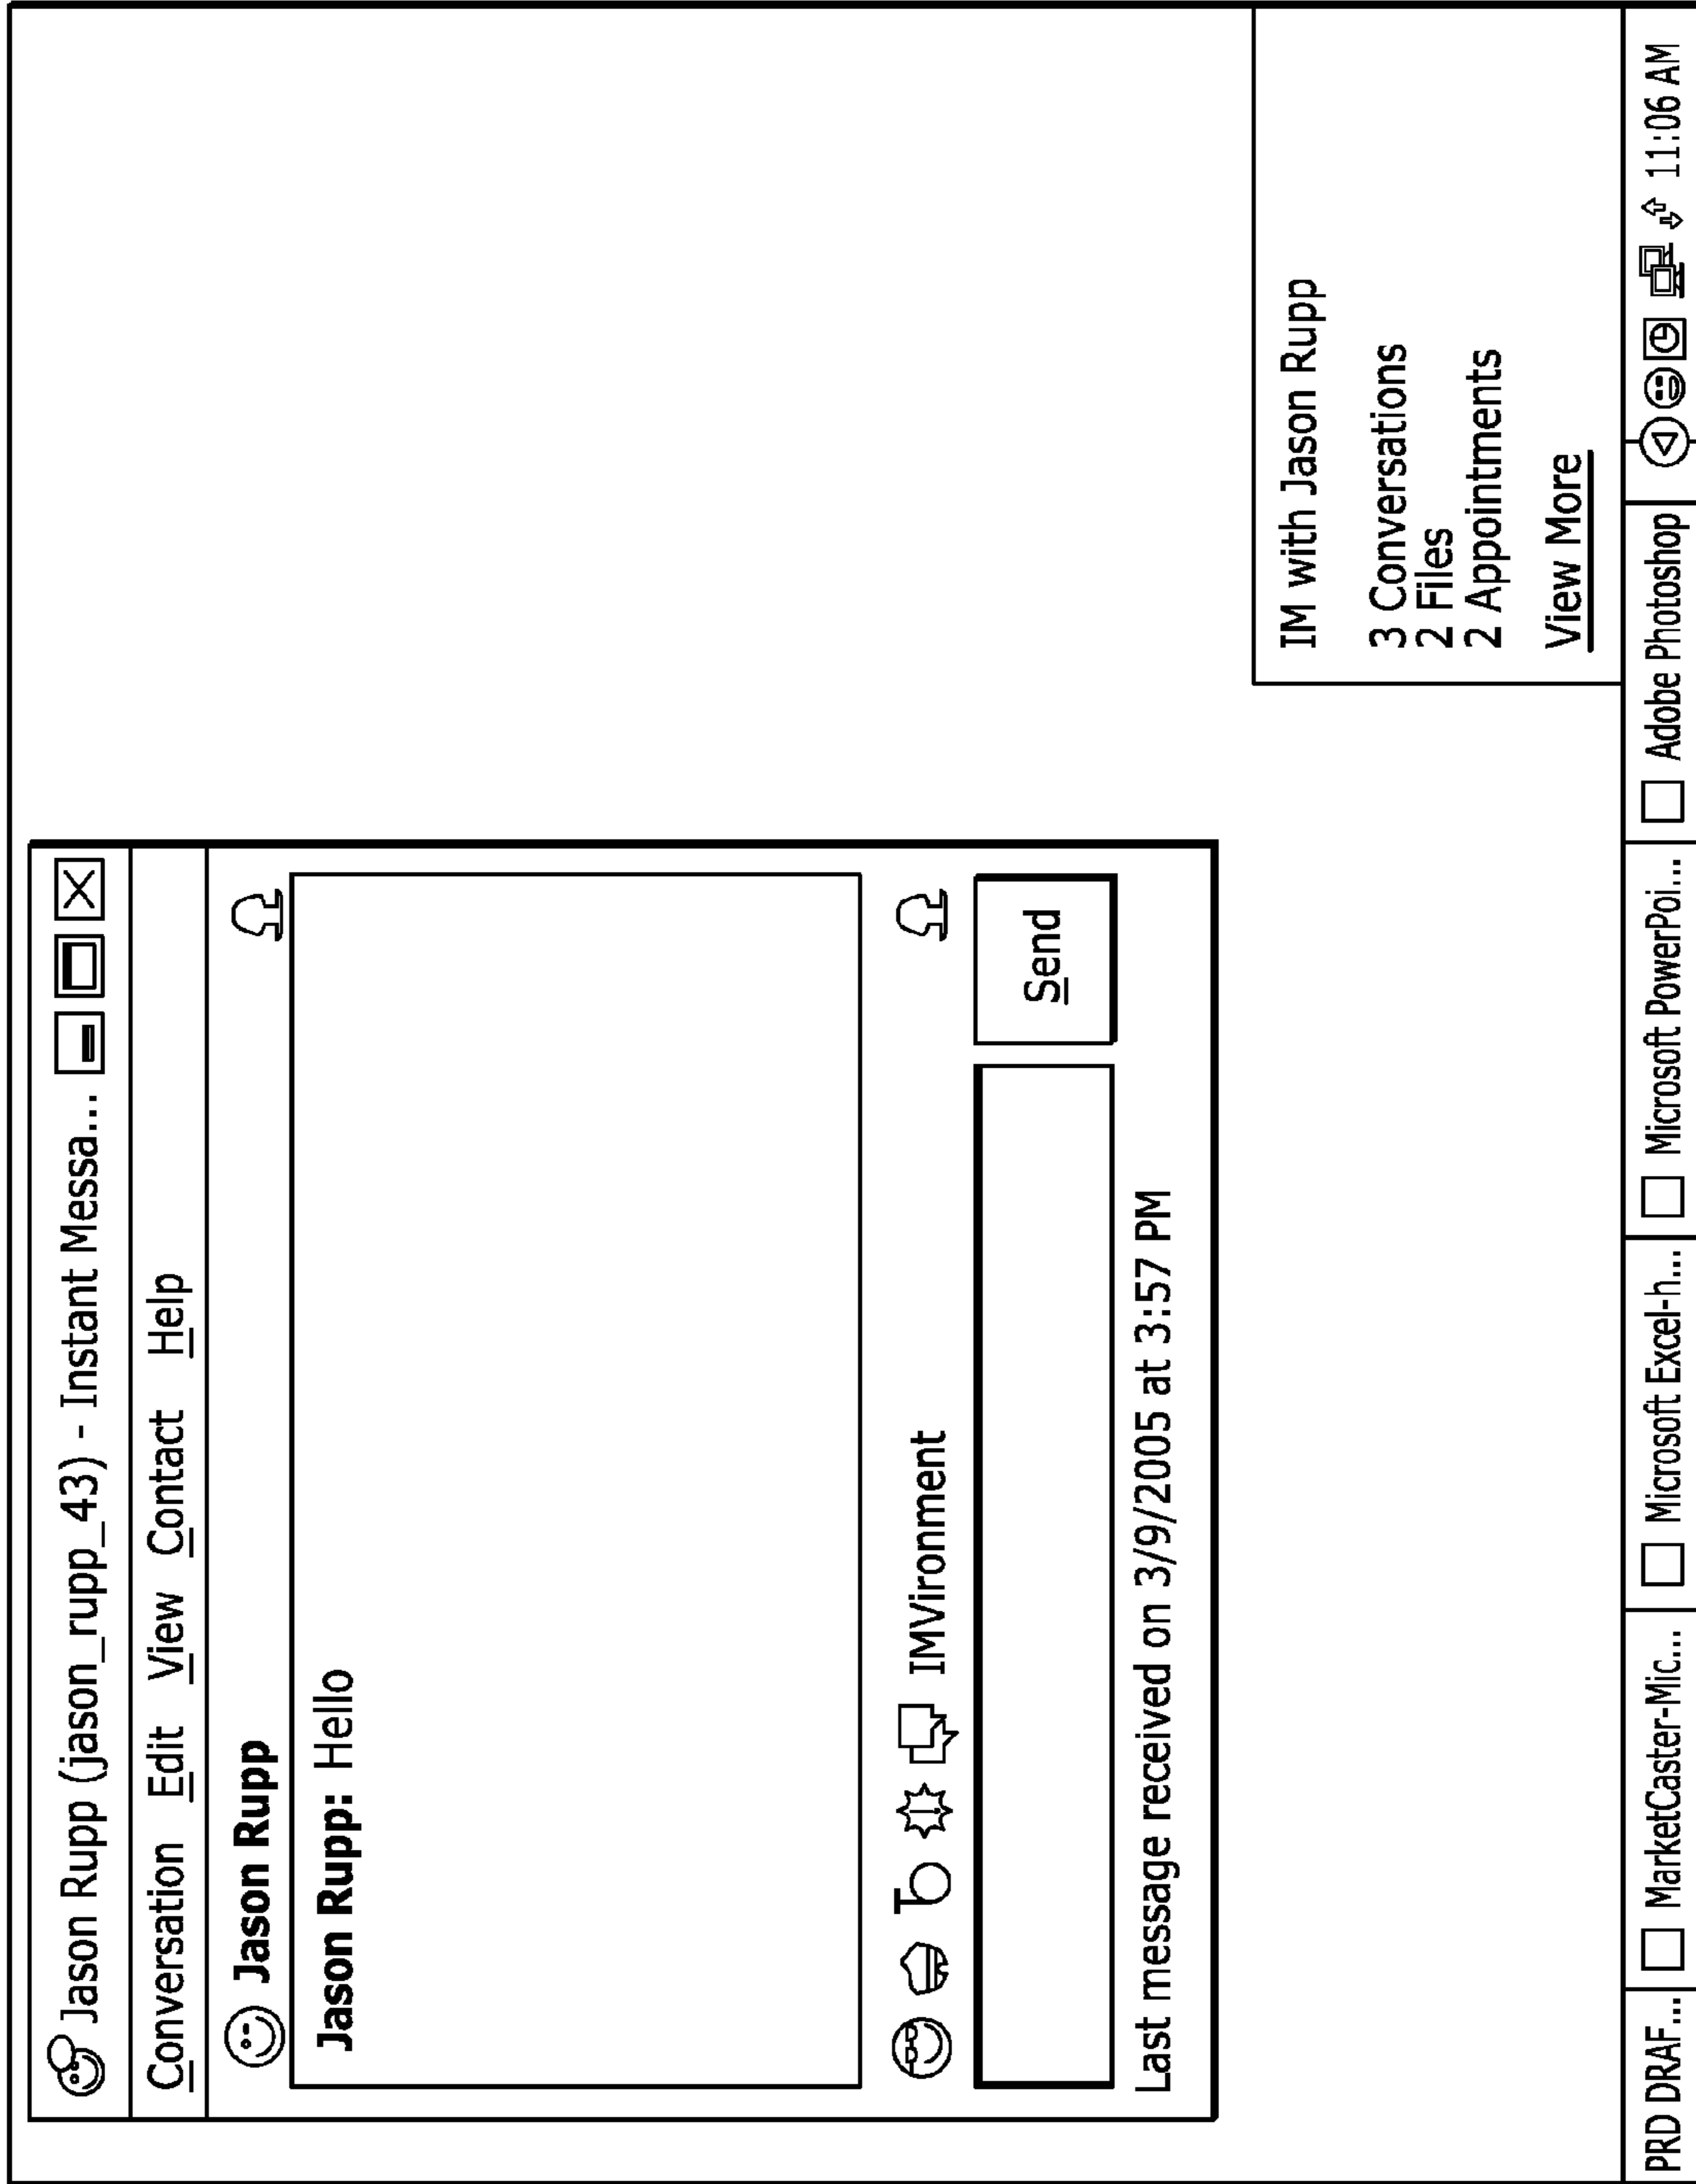 Jason Rupp (jason_rupp_43) - Instant Messa...
Conversation Edit View Contact Help
Jason Rupp
Jason Rupp: Hello
IMVironment
Send
Last message received on 3/9/2005 at 3:57 PM
IM with Jason Rupp
3 Conversations
2 Files
2 Appointments
View More
PRD DRAF... MarketCaster-Mic... Microsoft Excel-h... Microsoft PowerPoi... Adobe Photoshop 11:06 AM